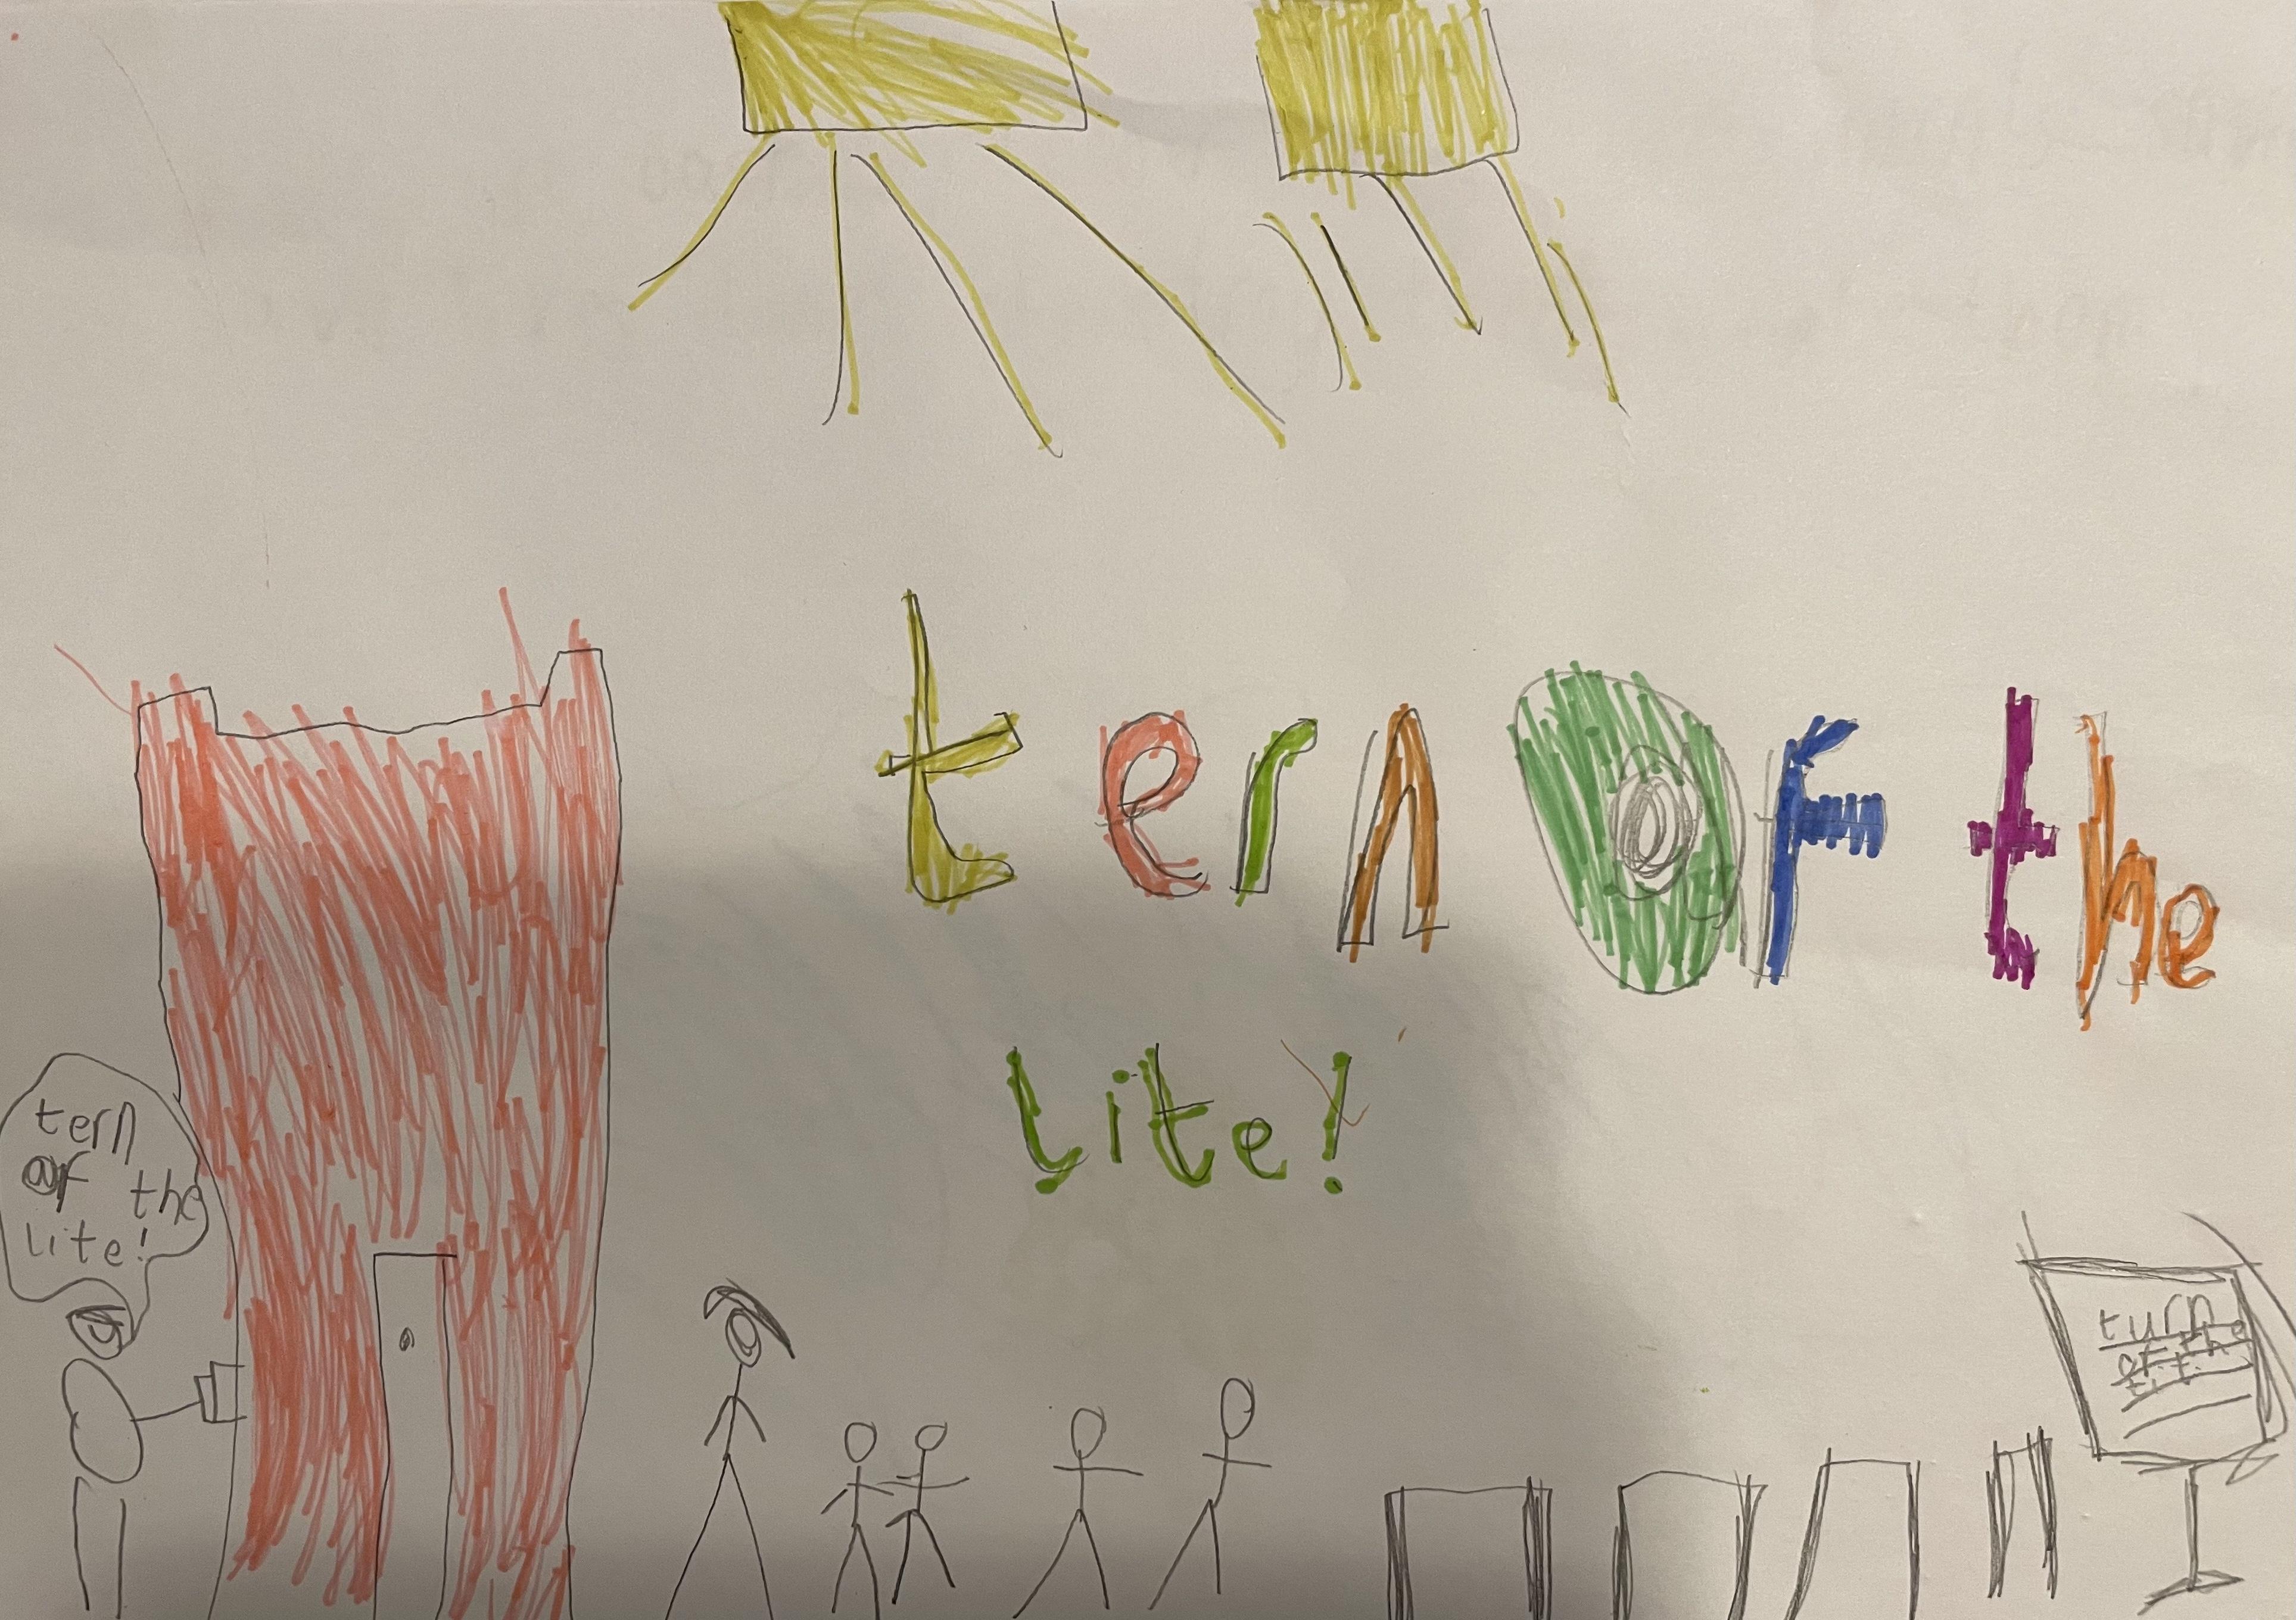 tern of the
lite!
tern
of the
lite!
turn
of the